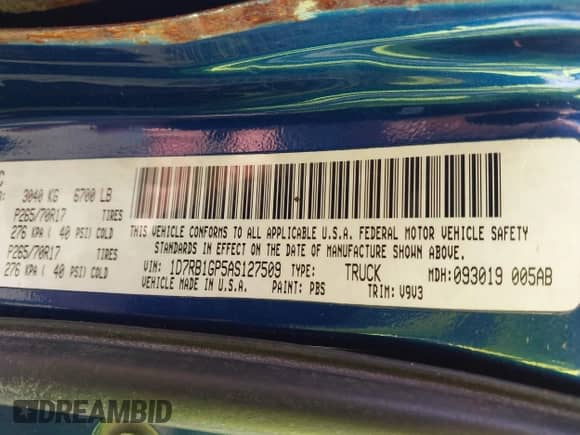 C
3040 KG 6700 LB
P265/70R17 TIRES
276 KPA ( 40 PSI) COLD
P265/70R17 TIRES
276 KPA ( 40 PSI) COLD
THIS VEHICLE CONFORMS TO ALL APPLICABLE U.S.A. FEDERAL MOTOR VEHICLE SAFETY
STANDARDS IN EFFECT ON THE DATE OF MANUFACTURE SHOWN ABOVE.
VIN: 1D7RB1GP5AS127509 TYPE: TRUCK MDH: 093019 005AB
VEHICLE MADE IN U.S.A. PAINT: PBS TRIM: V9V3
DREAMBID